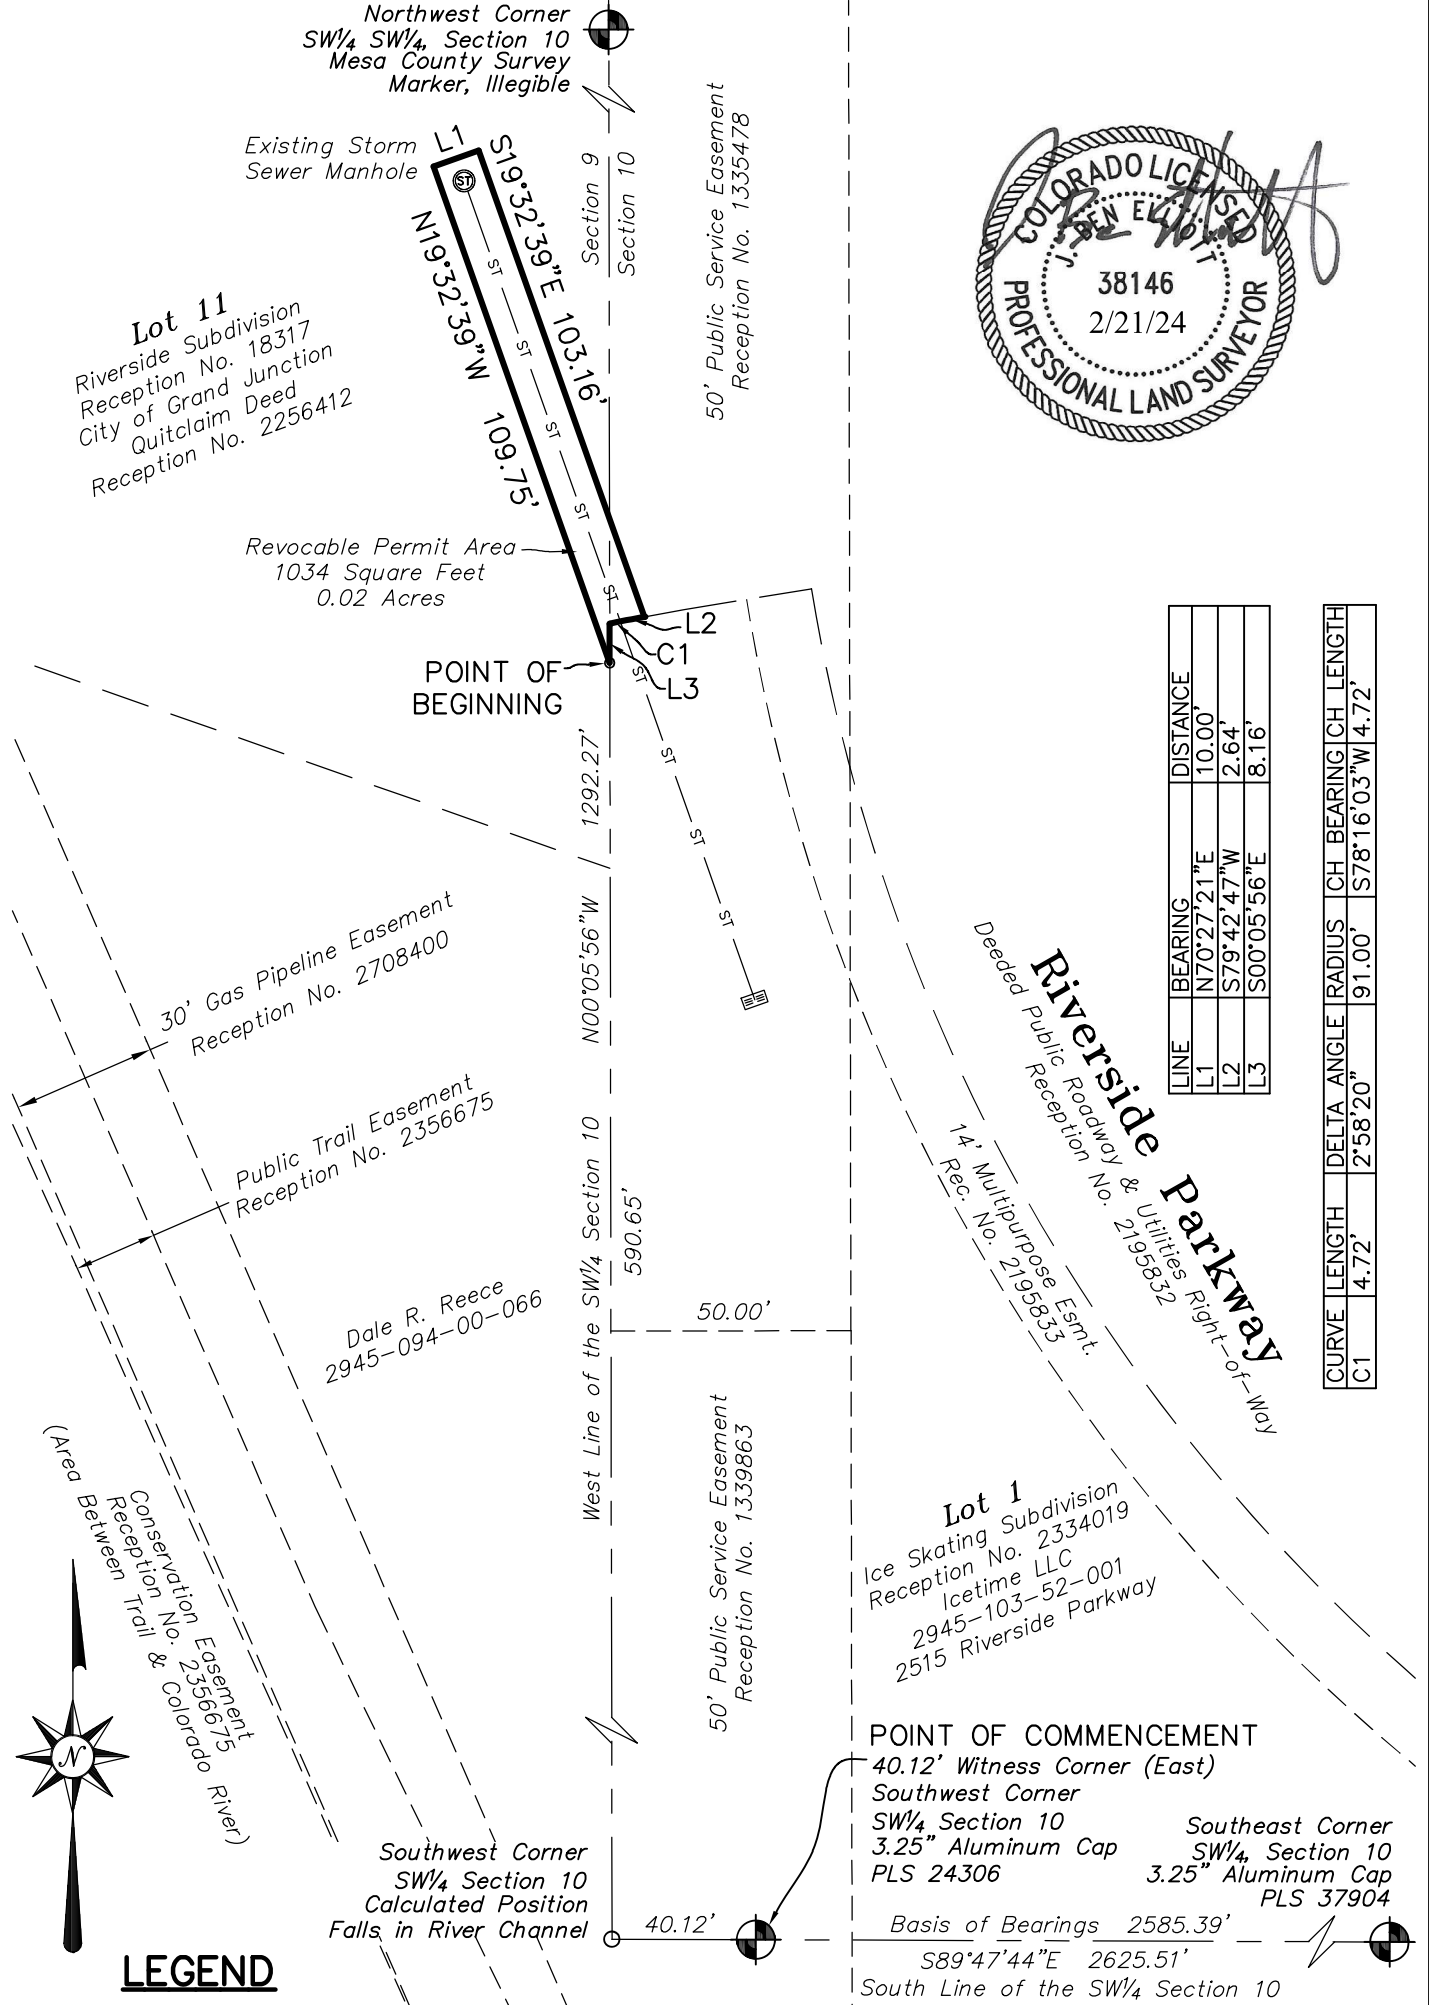 Northwest Corner
SW¼ SW¼, Section 10
Mesa County Survey
Marker, Illegible
Existing Storm
Sewer Manhole
L1
ST
S19°32'39"E 103.16'
N19°32'39"W 109.75'
Section 9
Section 10
50' Public Service Easement
Reception No. 1335478
COLORADO LICENSED
J. BEN ELLIOTT
38146
2/21/24
PROFESSIONAL LAND SURVEYOR
Lot 11
Riverside Subdivision
Reception No. 18317
City of Grand Junction
Quitclaim Deed
Reception No. 2256412
ST
ST
ST
ST
ST
Revocable Permit Area
1034 Square Feet
0.02 Acres
L2
C1
L3
POINT OF
BEGINNING
ST
ST
ST
ST
N00°05'56"W 1292.27'
West Line of the SW¼ Section 10
590.65'
50.00'
30' Gas Pipeline Easement
Reception No. 2708400
Public Trail Easement
Reception No. 2356675
Dale R. Reece
2945-094-00-066
Conservation Easement
Reception No. 2356675
(Area Between Trail & Colorado River)
50' Public Service Easement
Reception No. 1339863
Riverside Parkway
Deeded Public Roadway & Utilities Right-of-Way
Reception No. 2195832
14' Multipurpose Esmt.
Rec. No. 2195833
LINE BEARING DISTANCE
L1 N70°27'21"E 10.00'
L2 S79°42'47"W 2.64'
L3 S00°05'56"E 8.16'
CURVE LENGTH DELTA ANGLE RADIUS CH BEARING CH LENGTH
C1 4.72' 2°58'20" 91.00' S78°16'03"W 4.72'
Lot 1
Ice Skating Subdivision
Reception No. 2334019
Icetime LLC
2945-103-52-001
2515 Riverside Parkway
N
POINT OF COMMENCEMENT
40.12' Witness Corner (East)
Southwest Corner
SW¼ Section 10
3.25" Aluminum Cap
PLS 24306
Southeast Corner
SW¼, Section 10
3.25" Aluminum Cap
PLS 37904
Southwest Corner
SW¼ Section 10
Calculated Position
Falls in River Channel
40.12'
Basis of Bearings 2585.39'
S89°47'44"E 2625.51'
South Line of the SW¼ Section 10
LEGEND